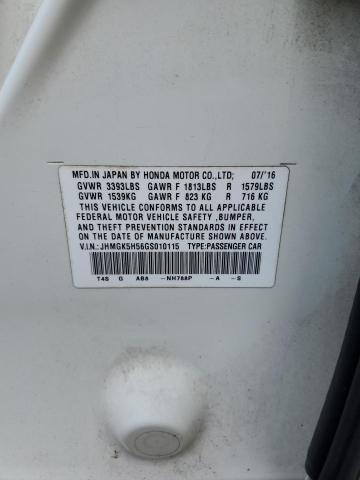 MFD.IN JAPAN BY HONDA MOTOR CO.,LTD; 07/'16
GVWR 3393LBS GAWR F 1813LBS R 1579LBS
GVWR 1539KG GAWR F 823 KG R 716 KG
THIS VEHICLE CONFORMS TO ALL APPLICABLE
FEDERAL MOTOR VEHICLE SAFETY ,BUMPER,
AND THEFT PREVENTION STANDARDS IN EFFECT
ON THE DATE OF MANUFACTURE SHOWN ABOVE.
V.I.N.: JHMGK5H56GS010115 TYPE:PASSENGER CAR
T4S G AB8 -NH788P -A -S